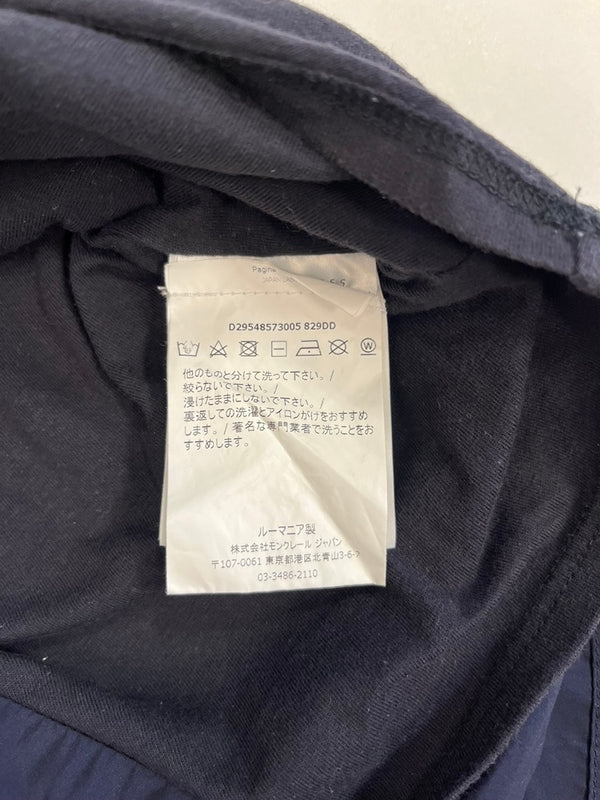 Pagin
JAPAN LAN
D29548573005 829DD
他のものと分けて洗って下さい。/
絞らないで下さい。/
浸けたままにしないで下さい。/
裏返しての洗濯とアイロンがけをおすすめ
します。/ 著名な専門業者で洗うことをお
すすめします。
ルーマニア製
株式会社モンクレール ジャパン
〒107-0061 東京都港区北青山3-6-7
03-3486-2110